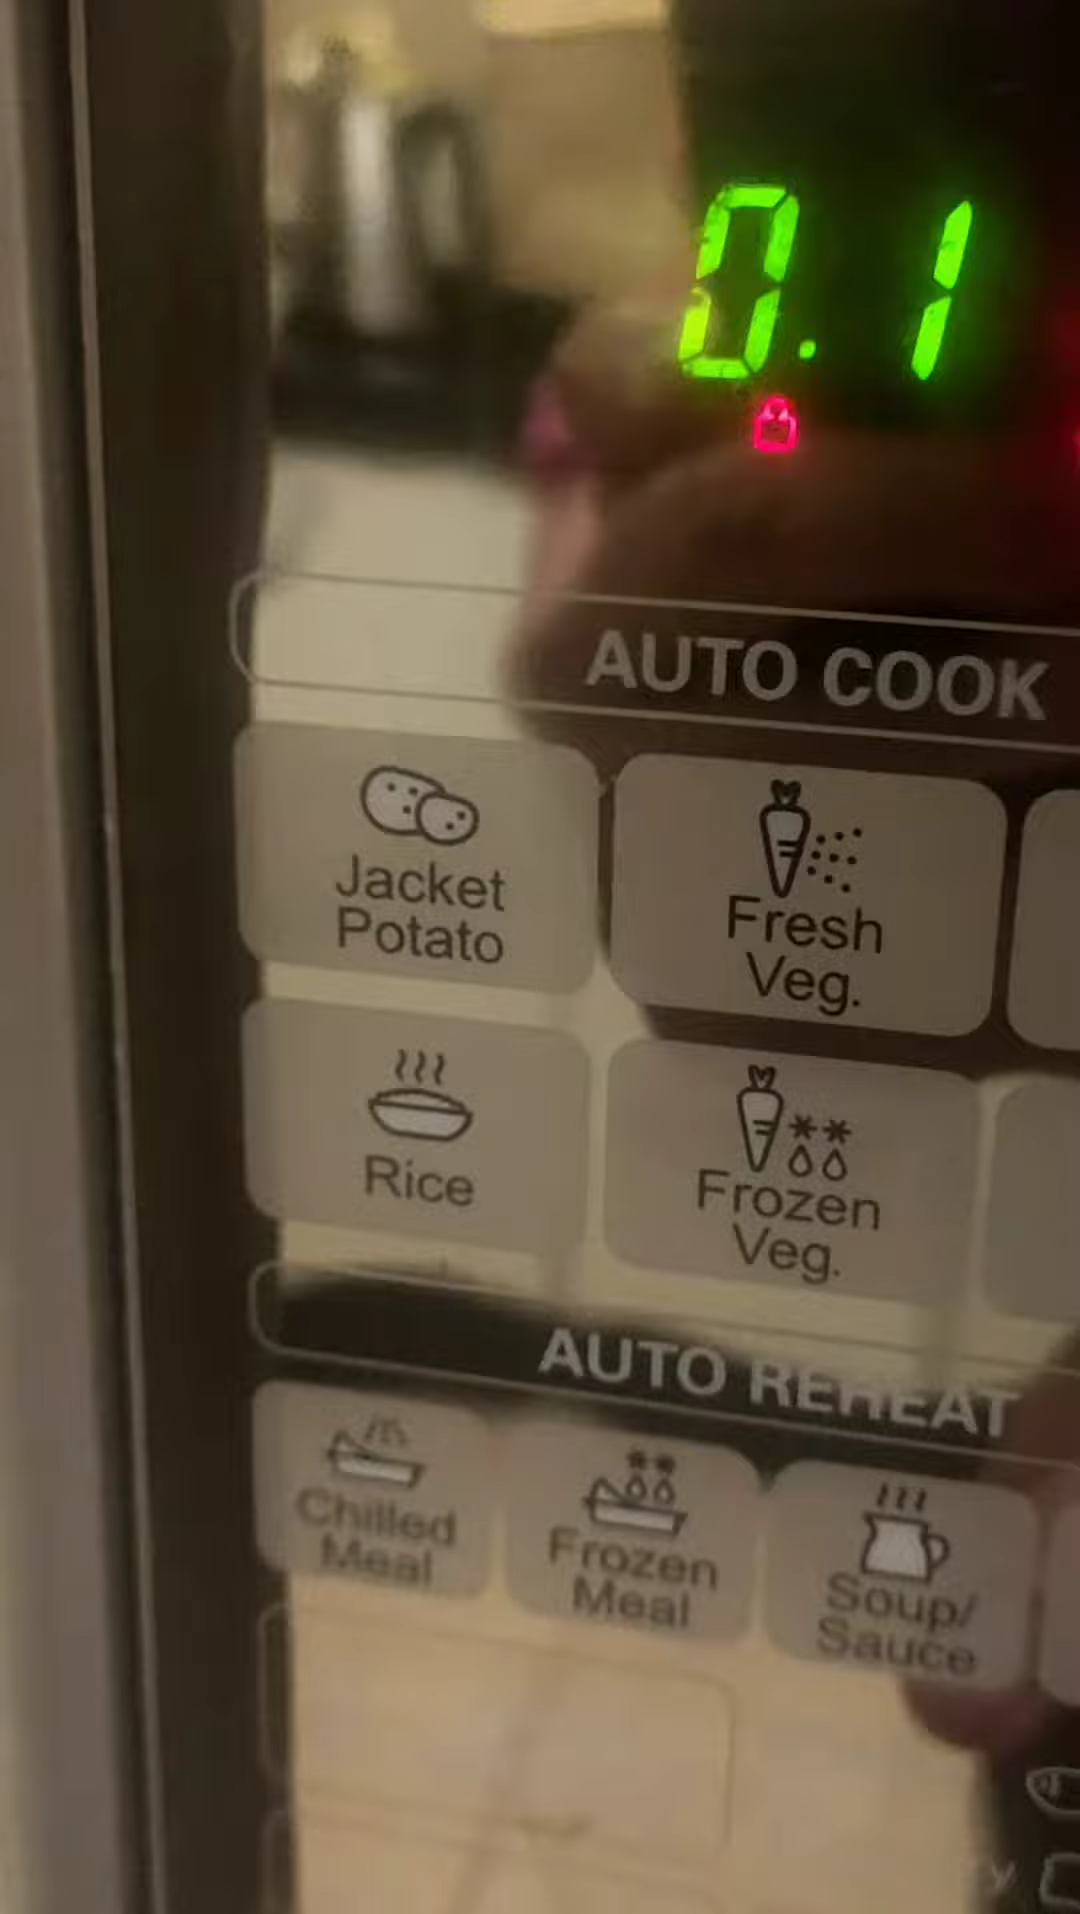 0.1
AUTO COOK
Jacket
Potato
Fresh
Veg.
Rice
Frozen
Veg.
AUTO REHEAT
Chilled
Meal
Frozen
Meal
Soup/
Sauce
y